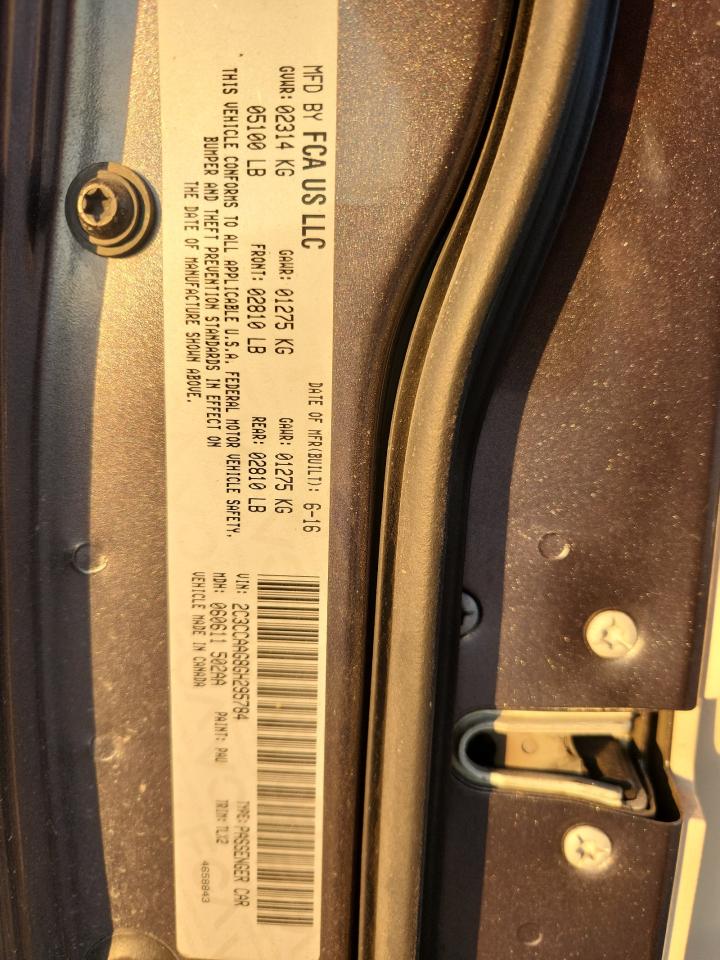 MFD BY FCA US LLC
DATE OF MFR(BUILT): 6-16
GVWR: 02314 KG GAWR: 01275 KG GAWR: 01275 KG
05100 LB FRONT: 02810 LB REAR: 02810 LB
THIS VEHICLE CONFORMS TO ALL APPLICABLE U.S.A. FEDERAL MOTOR VEHICLE SAFETY,
BUMPER AND THEFT PREVENTION STANDARDS IN EFFECT ON
THE DATE OF MANUFACTURE SHOWN ABOVE.
VIN: 2C3CCAAG8GH295784 TYPE: PASSENGER CAR
MDH: 060611 502AA PAINT: PAU TRIM: TLX2
VEHICLE MADE IN CANADA 4658843